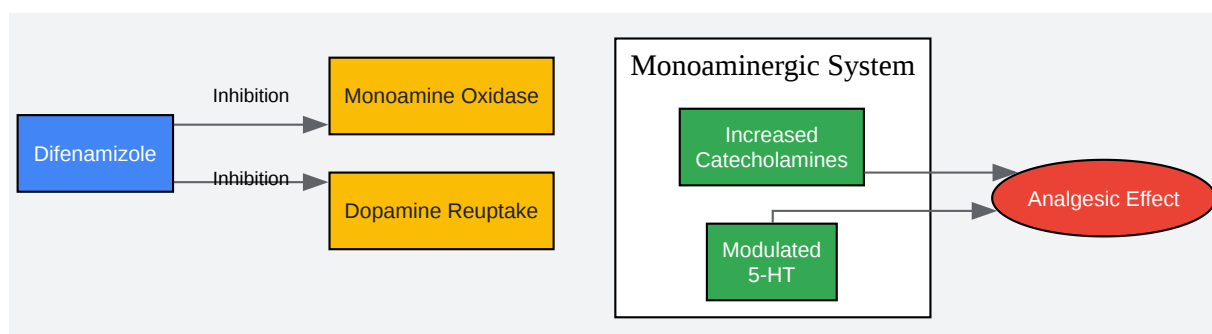 Difenamizole
Inhibition
Inhibition
Monoamine Oxidase
Dopamine Reuptake
Monoaminergic System
Increased
Catecholamines
Modulated
5-HT
Analgesic Effect